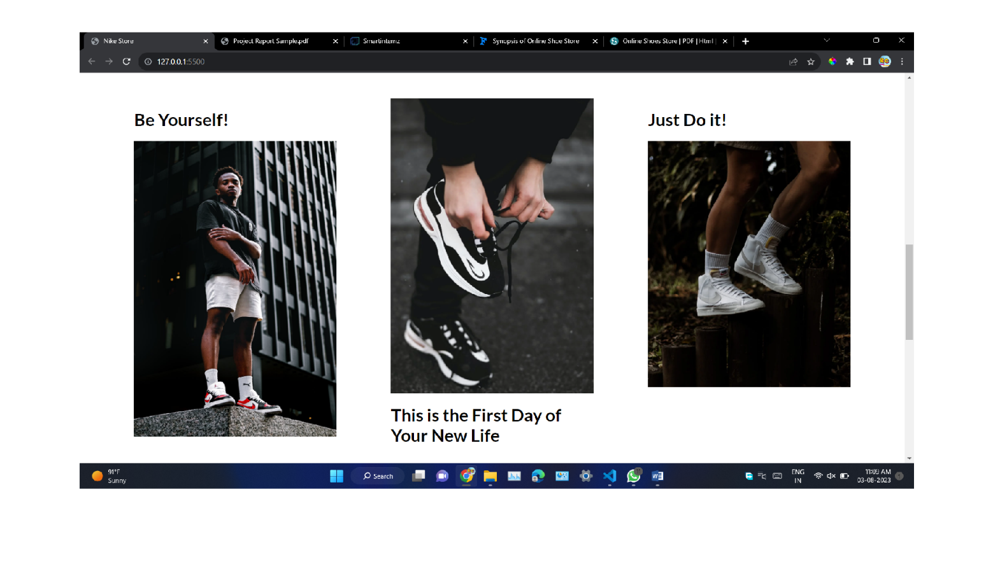 Nike Store
Project Report Sample.pdf
Smartinternz
Synopsis of Online Shoe Store
Online Shoes Store | PDF | Html |
127.0.0.1:5500
Be Yourself!
Just Do it!
This is the First Day of
Your New Life
91°F
Sunny
Search
ENG
IN
11:09 AM
03-08-2023